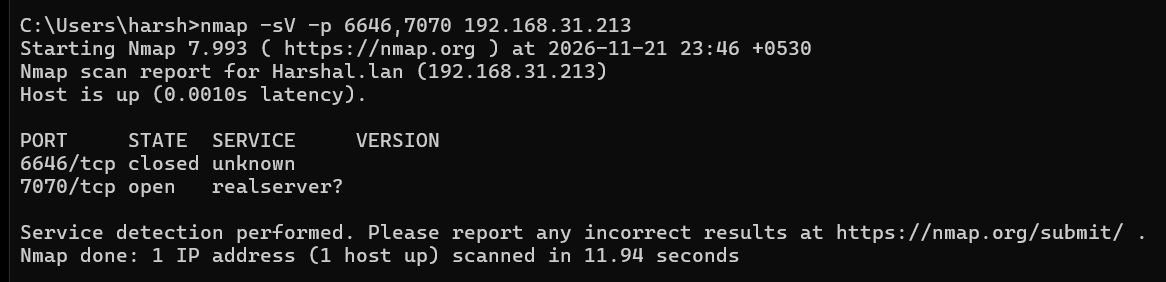 C:\Users\harsh>nmap -sV -p 6646,7070 192.168.31.213
Starting Nmap 7.993 ( https://nmap.org ) at 2026-11-21 23:46 +0530
Nmap scan report for Harshal.lan (192.168.31.213)
Host is up (0.0010s latency).

PORT     STATE  SERVICE     VERSION
6646/tcp closed unknown
7070/tcp open   realserver?

Service detection performed. Please report any incorrect results at https://nmap.org/submit/ .
Nmap done: 1 IP address (1 host up) scanned in 11.94 seconds